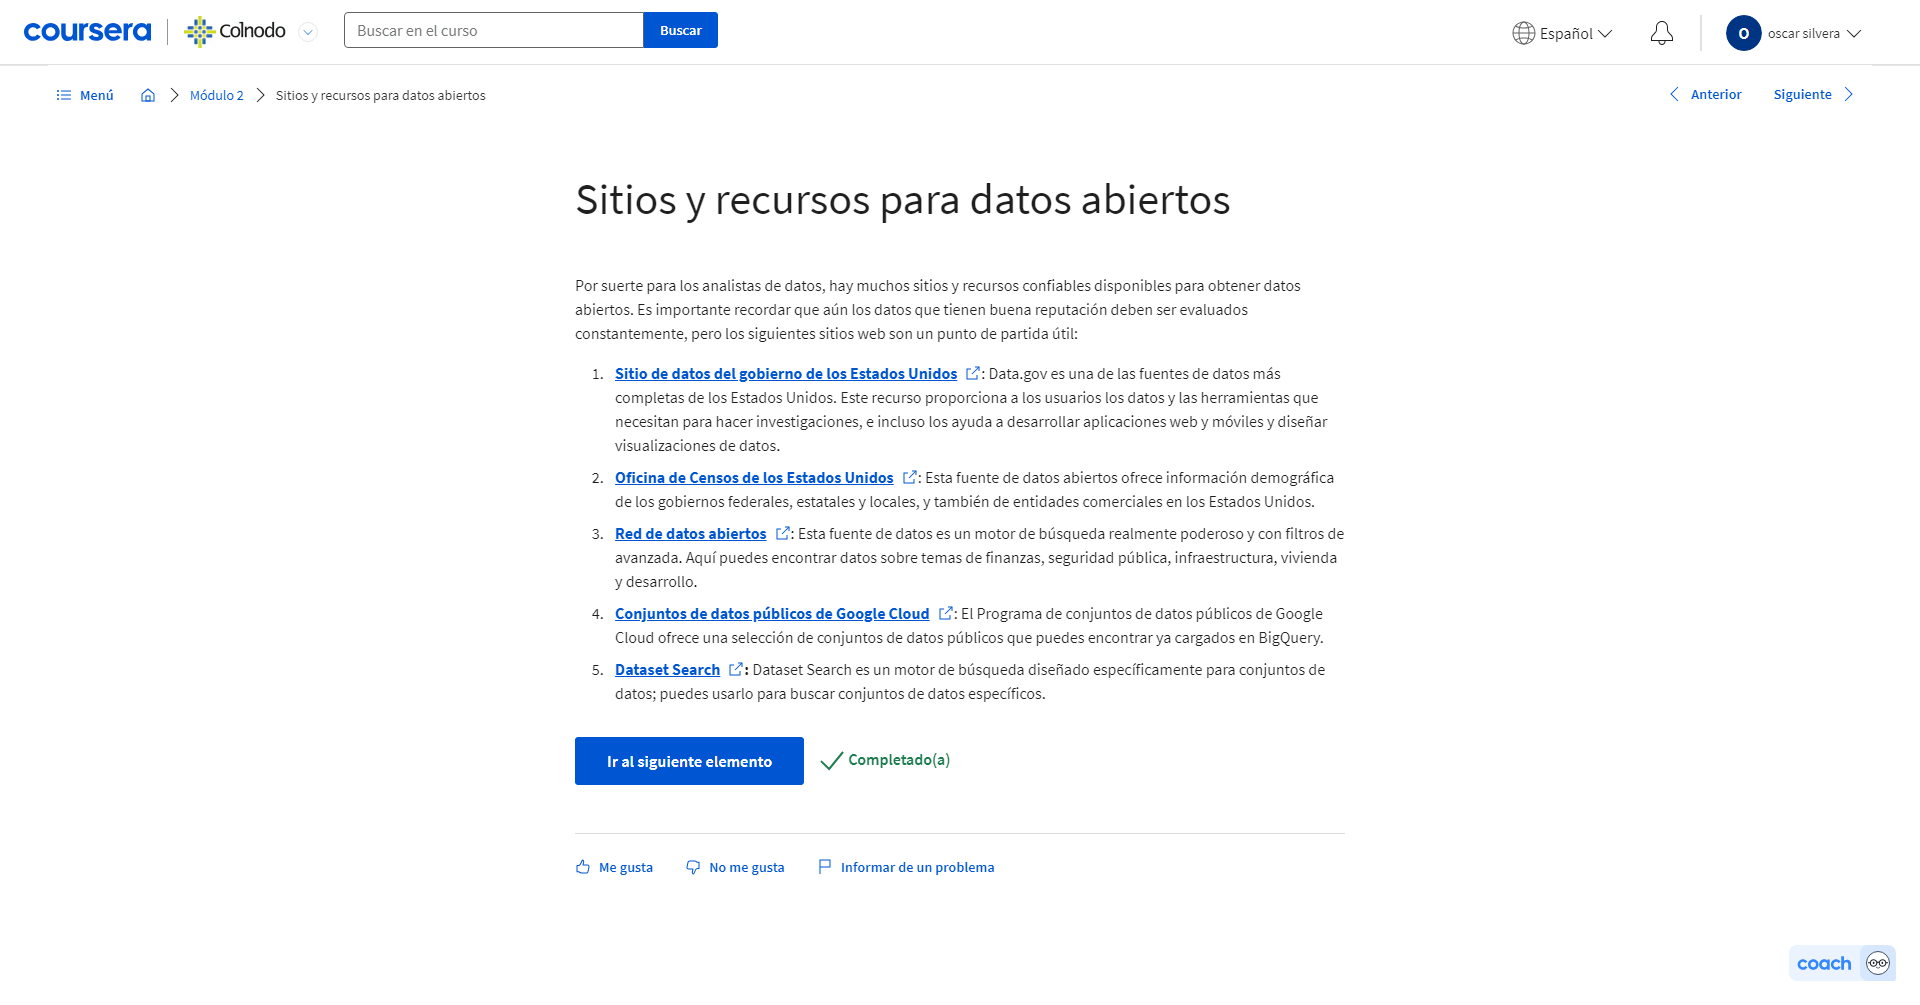 coursera
Colnodo
Buscar en el curso
Buscar
Español
O
oscar silvera
Menú
Módulo 2
Sitios y recursos para datos abiertos
Anterior
Siguiente
Sitios y recursos para datos abiertos
Por suerte para los analistas de datos, hay muchos sitios y recursos confiables disponibles para obtener datos
abiertos. Es importante recordar que aún los datos que tienen buena reputación deben ser evaluados
constantemente, pero los siguientes sitios web son un punto de partida útil:
1. Sitio de datos del gobierno de los Estados Unidos : Data.gov es una de las fuentes de datos más
completas de los Estados Unidos. Este recurso proporciona a los usuarios los datos y las herramientas que
necesitan para hacer investigaciones, e incluso los ayuda a desarrollar aplicaciones web y móviles y diseñar
visualizaciones de datos.
2. Oficina de Censos de los Estados Unidos : Esta fuente de datos abiertos ofrece información demográfica
de los gobiernos federales, estatales y locales, y también de entidades comerciales en los Estados Unidos.
3. Red de datos abiertos : Esta fuente de datos es un motor de búsqueda realmente poderoso y con filtros de
avanzada. Aquí puedes encontrar datos sobre temas de finanzas, seguridad pública, infraestructura, vivienda
y desarrollo.
4. Conjuntos de datos públicos de Google Cloud : El Programa de conjuntos de datos públicos de Google
Cloud ofrece una selección de conjuntos de datos públicos que puedes encontrar ya cargados en BigQuery.
5. Dataset Search : Dataset Search es un motor de búsqueda diseñado específicamente para conjuntos de
datos; puedes usarlo para buscar conjuntos de datos específicos.
Ir al siguiente elemento
Completado(a)
Me gusta
No me gusta
Informar de un problema
coach